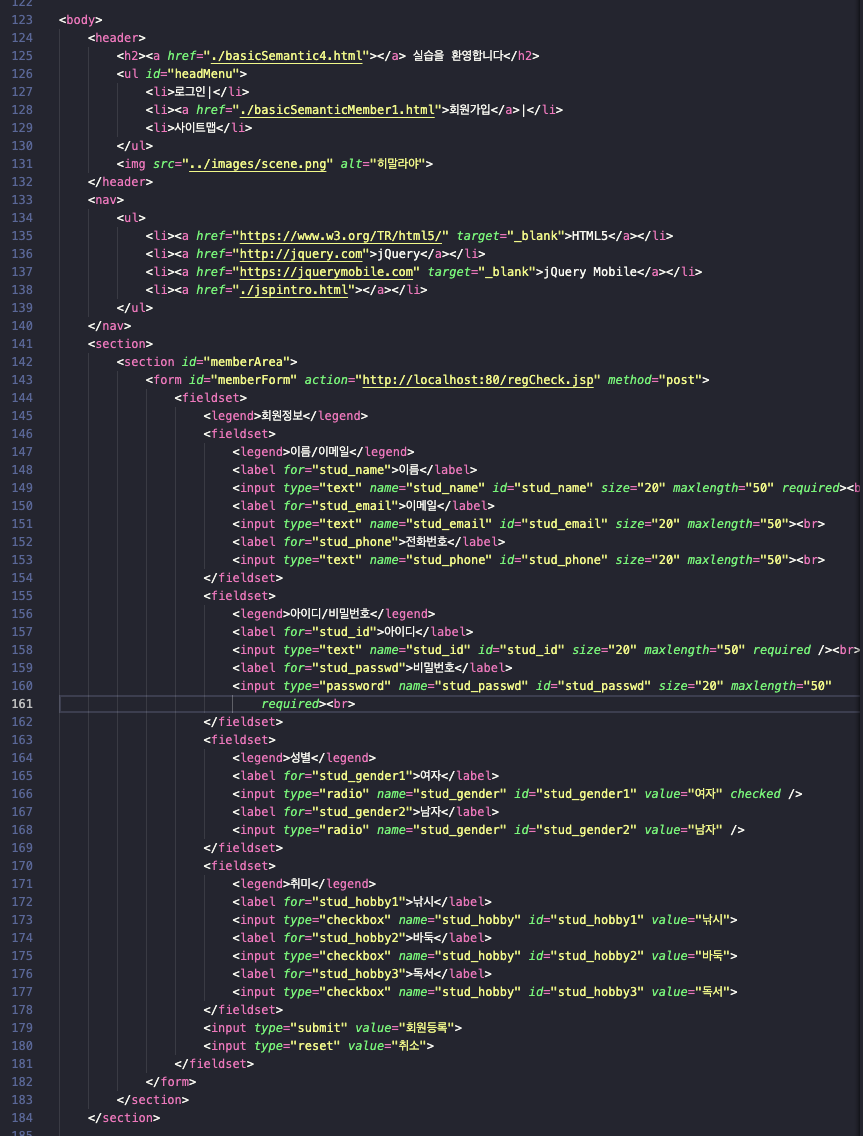 122
123 <body>
124 <header>
125 <h2><a href="./basicSemantic4.html"></a> 실습을 환영합니다</h2>
126 <ul id="headMenu">
127 <li>로그인|</li>
128 <li><a href="./basicSemanticMember1.html">회원가입</a>|</li>
129 <li>사이트맵</li>
130 </ul>
131 <img src="../images/scene.png" alt="히말라야">
132 </header>
133 <nav>
134 <ul>
135 <li><a href="https://www.w3.org/TR/html5/" target="_blank">HTML5</a></li>
136 <li><a href="http://jquery.com">jQuery</a></li>
137 <li><a href="https://jquerymobile.com" target="_blank">jQuery Mobile</a></li>
138 <li><a href="./jspintro.html"></a></li>
139 </ul>
140 </nav>
141 <section>
142 <section id="memberArea">
143 <form id="memberForm" action="http://localhost:80/regCheck.jsp" method="post">
144 <fieldset>
145 <legend>회원정보</legend>
146 <fieldset>
147 <legend>이름/이메일</legend>
148 <label for="stud_name">이름</label>
149 <input type="text" name="stud_name" id="stud_name" size="20" maxlength="50" required><b
150 <label for="stud_email">이메일</label>
151 <input type="text" name="stud_email" id="stud_email" size="20" maxlength="50"><br>
152 <label for="stud_phone">전화번호</label>
153 <input type="text" name="stud_phone" id="stud_phone" size="20" maxlength="50"><br>
154 </fieldset>
155 <fieldset>
156 <legend>아이디/비밀번호</legend>
157 <label for="stud_id">아이디</label>
158 <input type="text" name="stud_id" id="stud_id" size="20" maxlength="50" required /><br>
159 <label for="stud_passwd">비밀번호</label>
160 <input type="password" name="stud_passwd" id="stud_passwd" size="20" maxlength="50"
161 required><br>
162 </fieldset>
163 <fieldset>
164 <legend>성별</legend>
165 <label for="stud_gender1">여자</label>
166 <input type="radio" name="stud_gender" id="stud_gender1" value="여자" checked />
167 <label for="stud_gender2">남자</label>
168 <input type="radio" name="stud_gender" id="stud_gender2" value="남자" />
169 </fieldset>
170 <fieldset>
171 <legend>취미</legend>
172 <label for="stud_hobby1">낚시</label>
173 <input type="checkbox" name="stud_hobby" id="stud_hobby1" value="낚시">
174 <label for="stud_hobby2">바둑</label>
175 <input type="checkbox" name="stud_hobby" id="stud_hobby2" value="바둑">
176 <label for="stud_hobby3">독서</label>
177 <input type="checkbox" name="stud_hobby" id="stud_hobby3" value="독서">
178 </fieldset>
179 <input type="submit" value="회원등록">
180 <input type="reset" value="취소">
181 </fieldset>
182 </form>
183 </section>
184 </section>
185